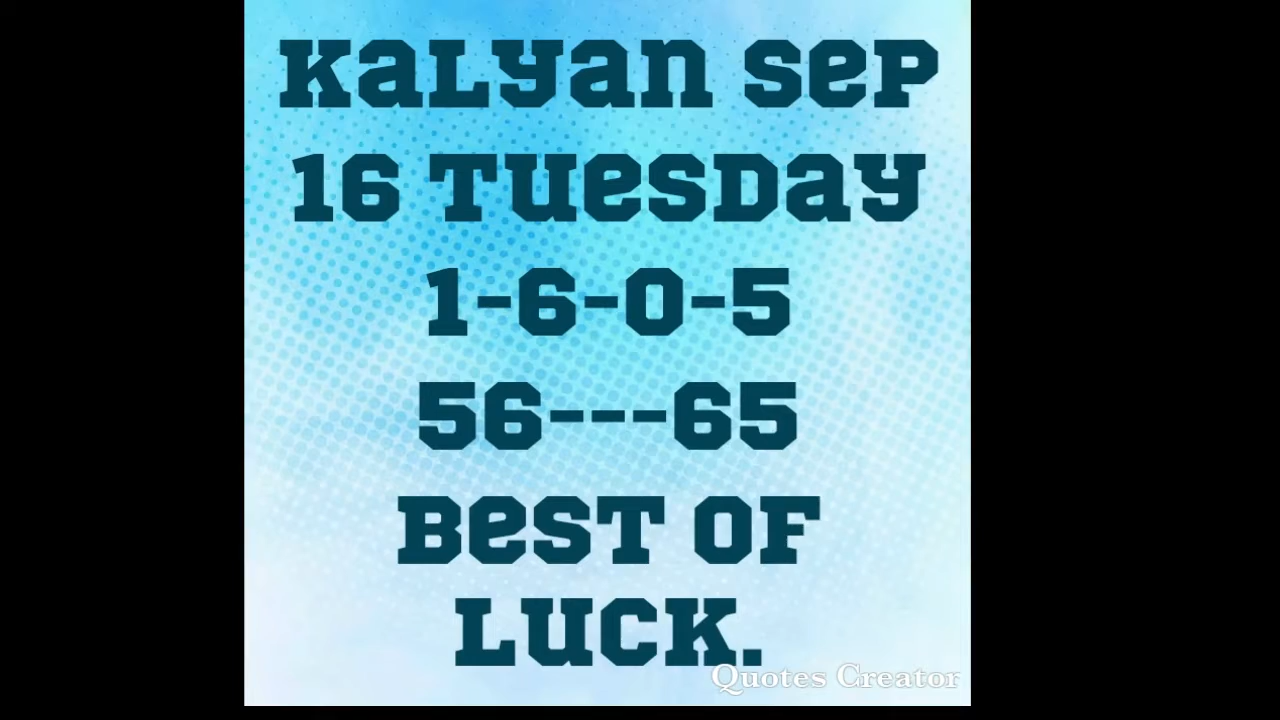 Kalyan Sep
16 Tuesday
1-6-0-5
56---65
Best of
Luck.
Quotes Creator